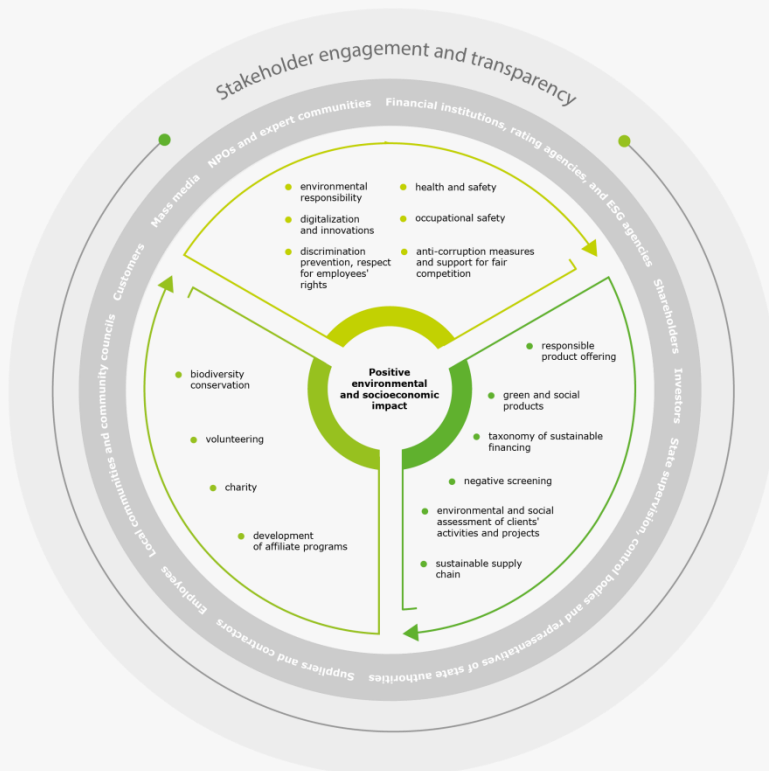 Stakeholder engagement and transparency
NPOs and expert communities
Financial institutions, rating agencies, and ESG agencies
Shareholders
Investors
State supervision, control bodies and representatives of state authorities
Suppliers and contractors
Employees
Local communities and community councils
Customers
Mass media
environmental
responsibility
digitalization
and innovations
discrimination
prevention, respect
for employees'
rights
health and safety
occupational safety
anti-corruption measures
and support for fair
competition
responsible
product offering
green and social
products
taxonomy of sustainable
financing
negative screening
environmental and social
assessment of clients'
activities and projects
sustainable supply
chain
biodiversity
conservation
volunteering
charity
development
of affiliate programs
Positive
environmental
and socioeconomic
impact